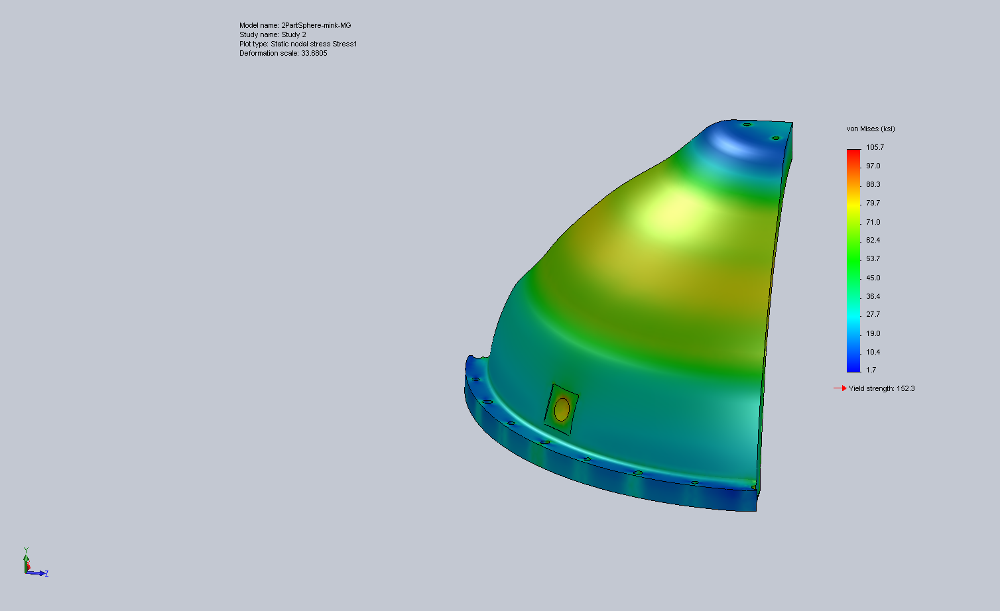 Model name: 2PartSphere-mink-MG
Study name: Study 2
Plot type: Static nodal stress Stress1
Deformation scale: 33.6805
von Mises (ksi)
105.7
97.0
88.3
79.7
71.0
62.4
53.7
45.0
36.4
27.7
19.0
10.4
1.7
Yield strength: 152.3
Y
Z